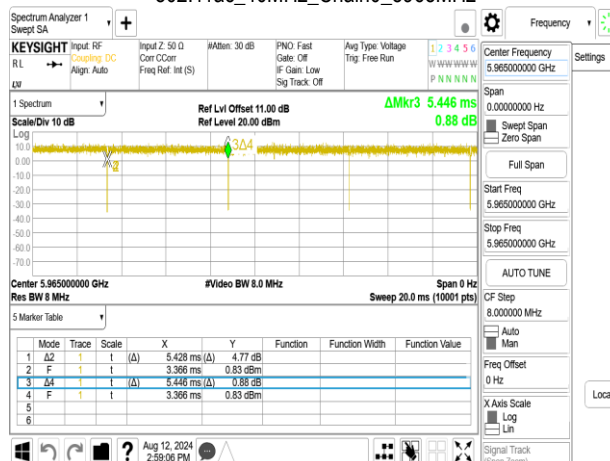 Spectrum Analyzer 1
Swept SA
+
Frequency
KEYSIGHT
RL
Input: RF
Coupling: DC
Align: Auto
Input Z: 50 Ω
Corr CCorr
Freq Ref: Int (S)
#Atten: 30 dB
PNO: Fast
Gate: Off
IF Gain: Low
Sig Track: Off
Avg Type: Voltage
Trig: Free Run
1 2 3 4 5 6
W W W W W W
P N N N N N
Center Frequency
5.965000000 GHz
Settings
1 Spectrum
Scale/Div 10 dB
Ref Lvl Offset 11.00 dB
Ref Level 20.00 dBm
ΔMkr3 5.446 ms
0.88 dB
Span
0.00000000 Hz
Swept Span
Zero Span
Log
10.0
0.00
-10.0
-20.0
-30.0
-40.0
-50.0
-60.0
-70.0
3Δ4
Full Span
Start Freq
5.965000000 GHz
Stop Freq
5.965000000 GHz
AUTO TUNE
Center 5.965000000 GHz
Res BW 8 MHz
#Video BW 8.0 MHz
Span 0 Hz
Sweep 20.0 ms (10001 pts)
CF Step
8.000000 MHz
Auto
Man
5 Marker Table
Mode Trace Scale X Y Function Function Width Function Value
1 Δ2 1 t (Δ) 5.428 ms (Δ) 4.77 dB
2 F 1 t 3.366 ms 0.83 dBm
3 Δ4 1 t (Δ) 5.446 ms (Δ) 0.88 dB
4 F 1 t 3.366 ms 0.83 dBm
5
6
Freq Offset
0 Hz
Local
X Axis Scale
Log
Lin
Aug 12, 2024
2:59:06 PM
Signal Track